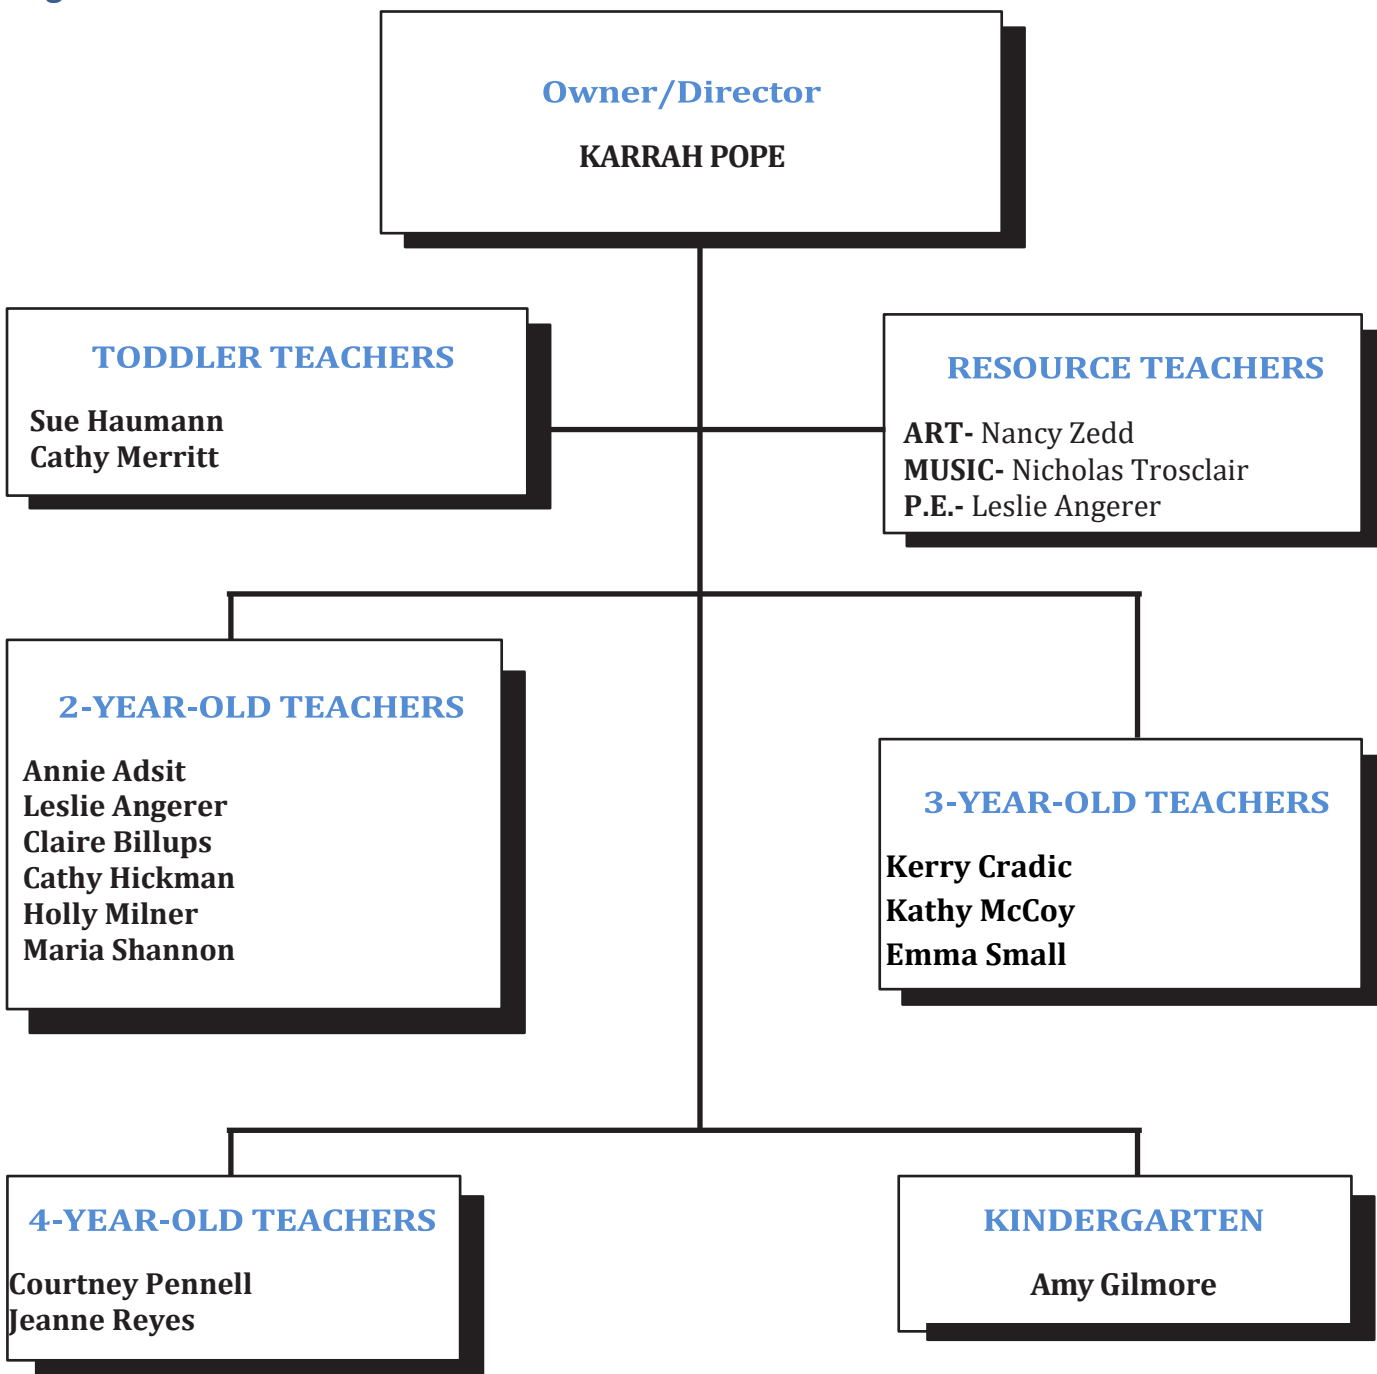 Owner/Director
KARRAH POPE
TODDLER TEACHERS
Sue Haumann
Cathy Merritt
RESOURCE TEACHERS
ART- Nancy Zedd
MUSIC- Nicholas Trosclair
P.E.- Leslie Angerer
2-YEAR-OLD TEACHERS
Annie Adsit
Leslie Angerer
Claire Billups
Cathy Hickman
Holly Milner
Maria Shannon
3-YEAR-OLD TEACHERS
Kerry Cradic
Kathy McCoy
Emma Small
4-YEAR-OLD TEACHERS
Courtney Pennell
Jeanne Reyes
KINDERGARTEN
Amy Gilmore